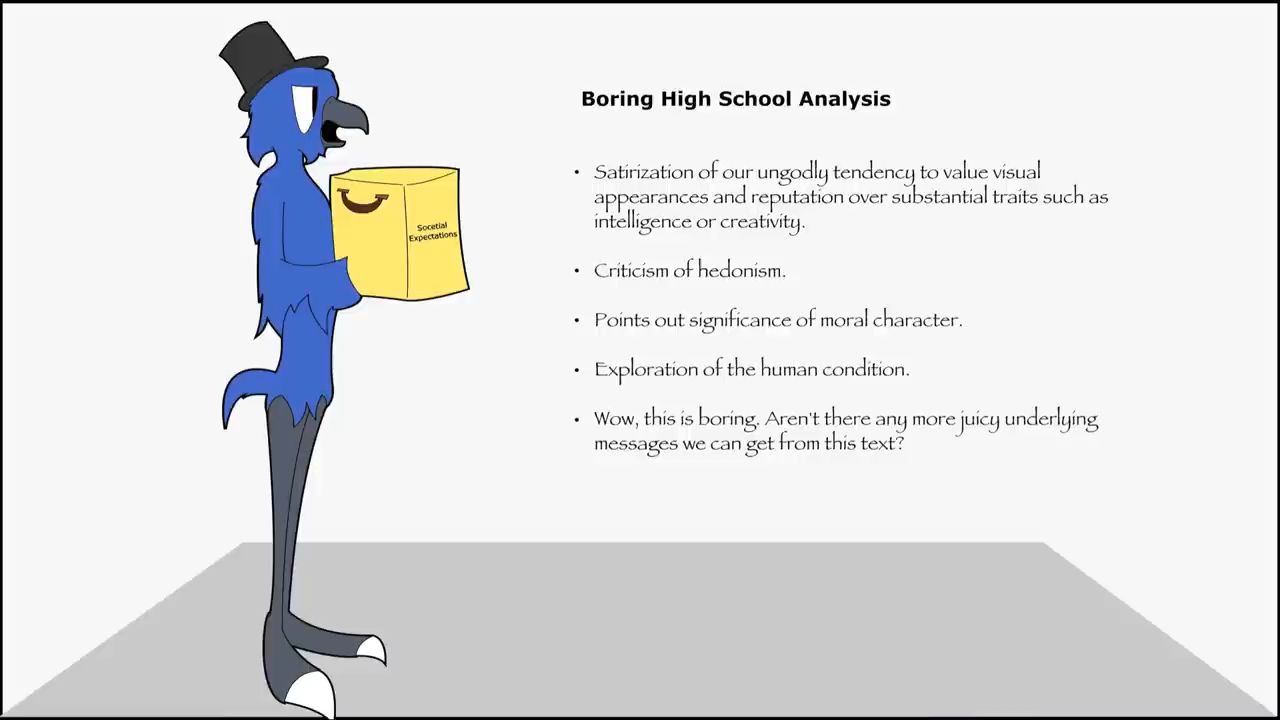 Boring High School Analysis
• Satirization of our ungodly tendency to value visual
appearances and reputation over substantial traits such as
intelligence or creativity.
• Criticism of hedonism.
• Points out significance of moral character.
• Exploration of the human condition.
• Wow, this is boring. Aren't there any more juicy underlying
messages we can get from this text?
Socetial
Expectations